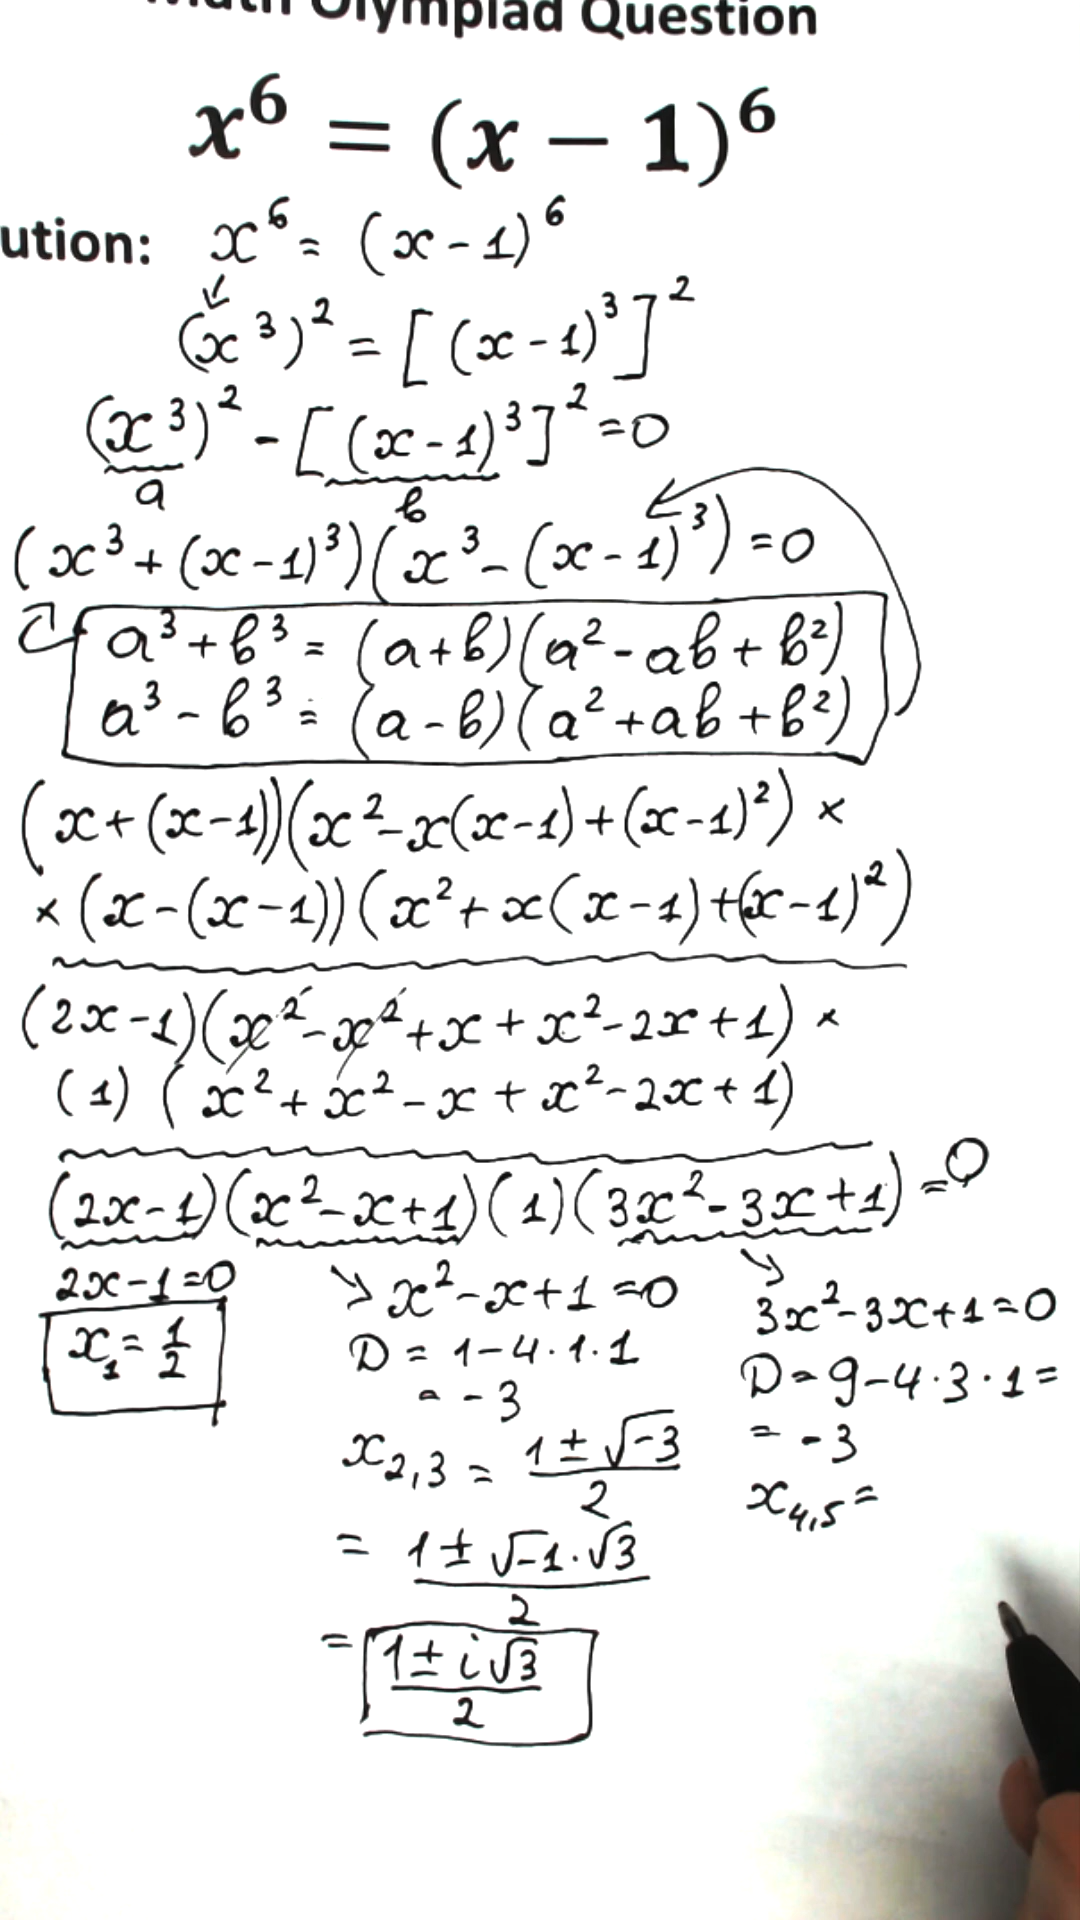 Math Olympiad Question
x⁶ = (x − 1)⁶
ution: x⁶ = (x - 1)⁶
(x³)² = [(x - 1)³]²
(x³)² - [(x - 1)³]² = 0
a b
(x³ + (x - 1)³)(x³ - (x - 1)³) = 0
a³ + b³ = (a + b)(a² - ab + b²)
a³ - b³ = (a - b)(a² + ab + b²)
(x + (x - 1))(x² - x(x - 1) + (x - 1)²) ×
× (x - (x - 1))(x² + x(x - 1) + (x - 1)²)
(2x - 1)(x² - x² + x + x² - 2x + 1) ×
(1) (x² + x² - x + x² - 2x + 1)
(2x - 1)(x² - x + 1)(1)(3x² - 3x + 1) = 0
2x - 1 = 0
x₁ = 1/2
x² - x + 1 = 0
D = 1 - 4 · 1 · 1
= - 3
x₂,₃ = (1 ± √-3)/2
= (1 ± √-1 · √3)/2
= (1 ± i√3)/2
3x² - 3x + 1 = 0
D = 9 - 4 · 3 · 1 =
= - 3
x₄,₅ =